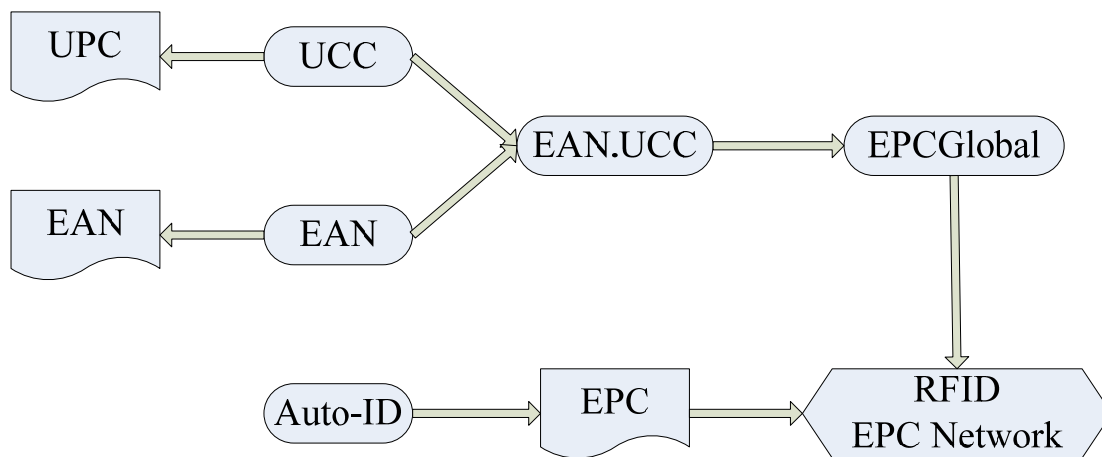 UPC
UCC
EAN.UCC
EPCGlobal
EAN
EAN
Auto-ID
EPC
RFID
EPC Network